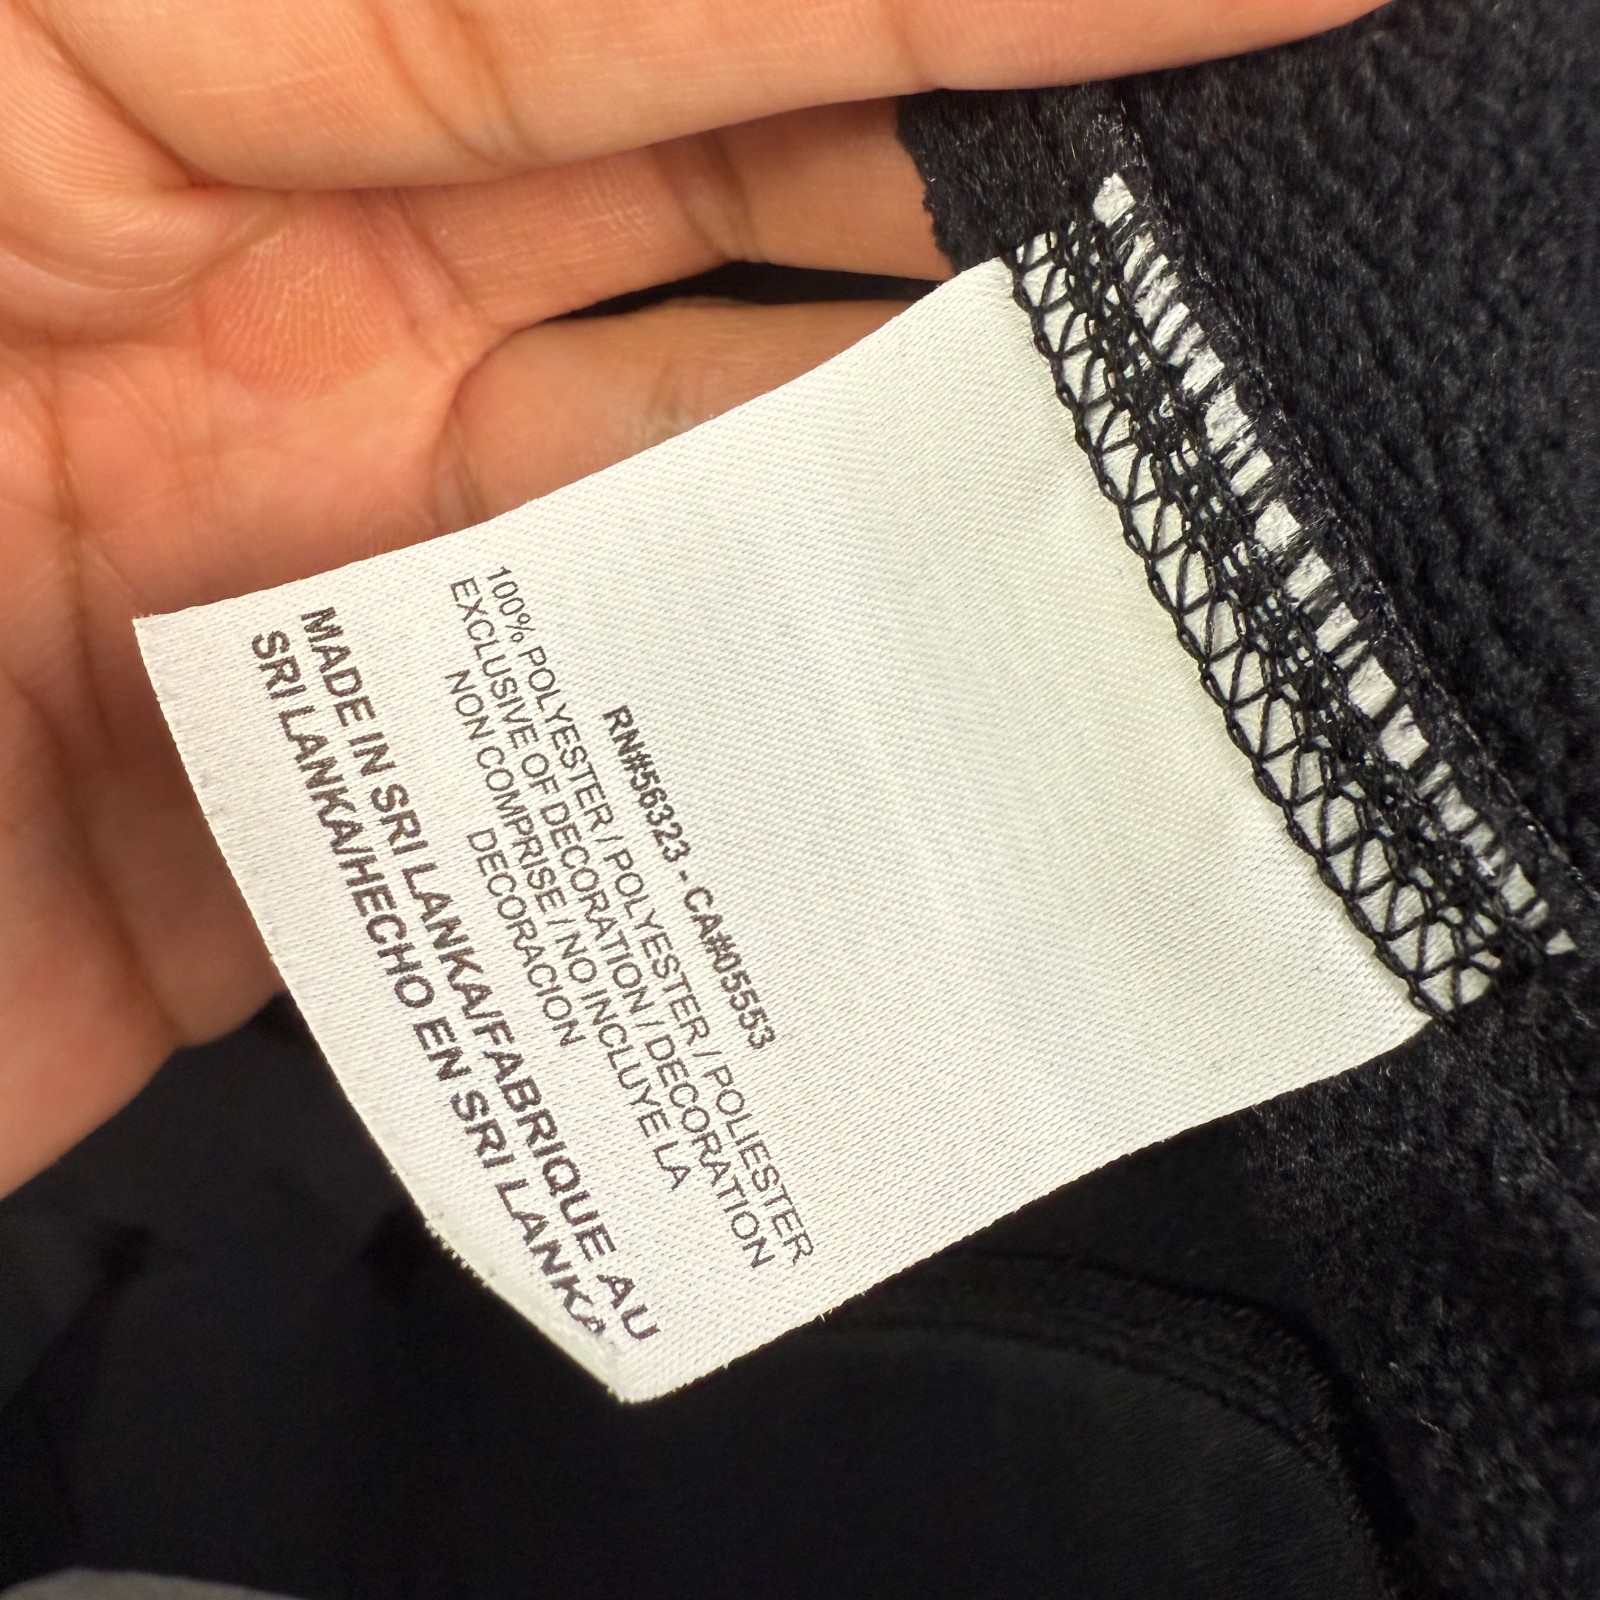 RN#56323 - CA#05553
100% POLYESTER / POLYESTER / POLIESTER
EXCLUSIVE OF DECORATION / DECORATION
NON COMPRISE / NO INCLUYE LA
DECORACION
MADE IN SRI LANKA/FABRIQUE AU
SRI LANKA/HECHO EN SRI LANKA